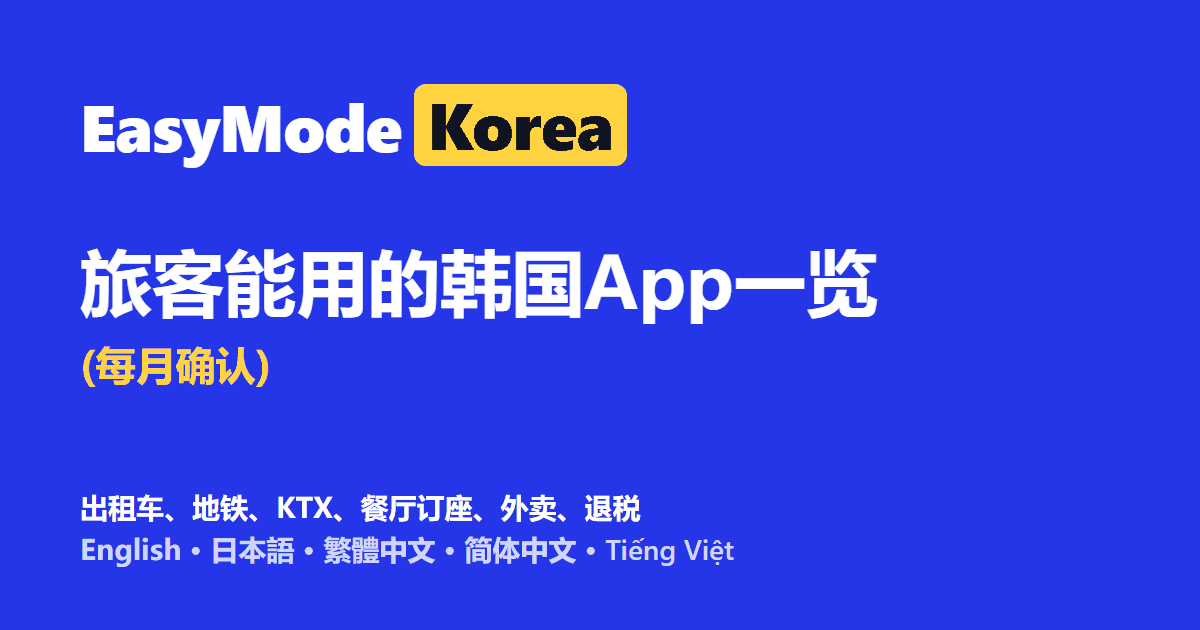 EasyMode Korea
旅客能用的韩国App一览
(每月确认)
出租车、地铁、KTX、餐厅订座、外卖、退税
English • 日本語 • 繁體中文 • 简体中文 • Tiếng Việt